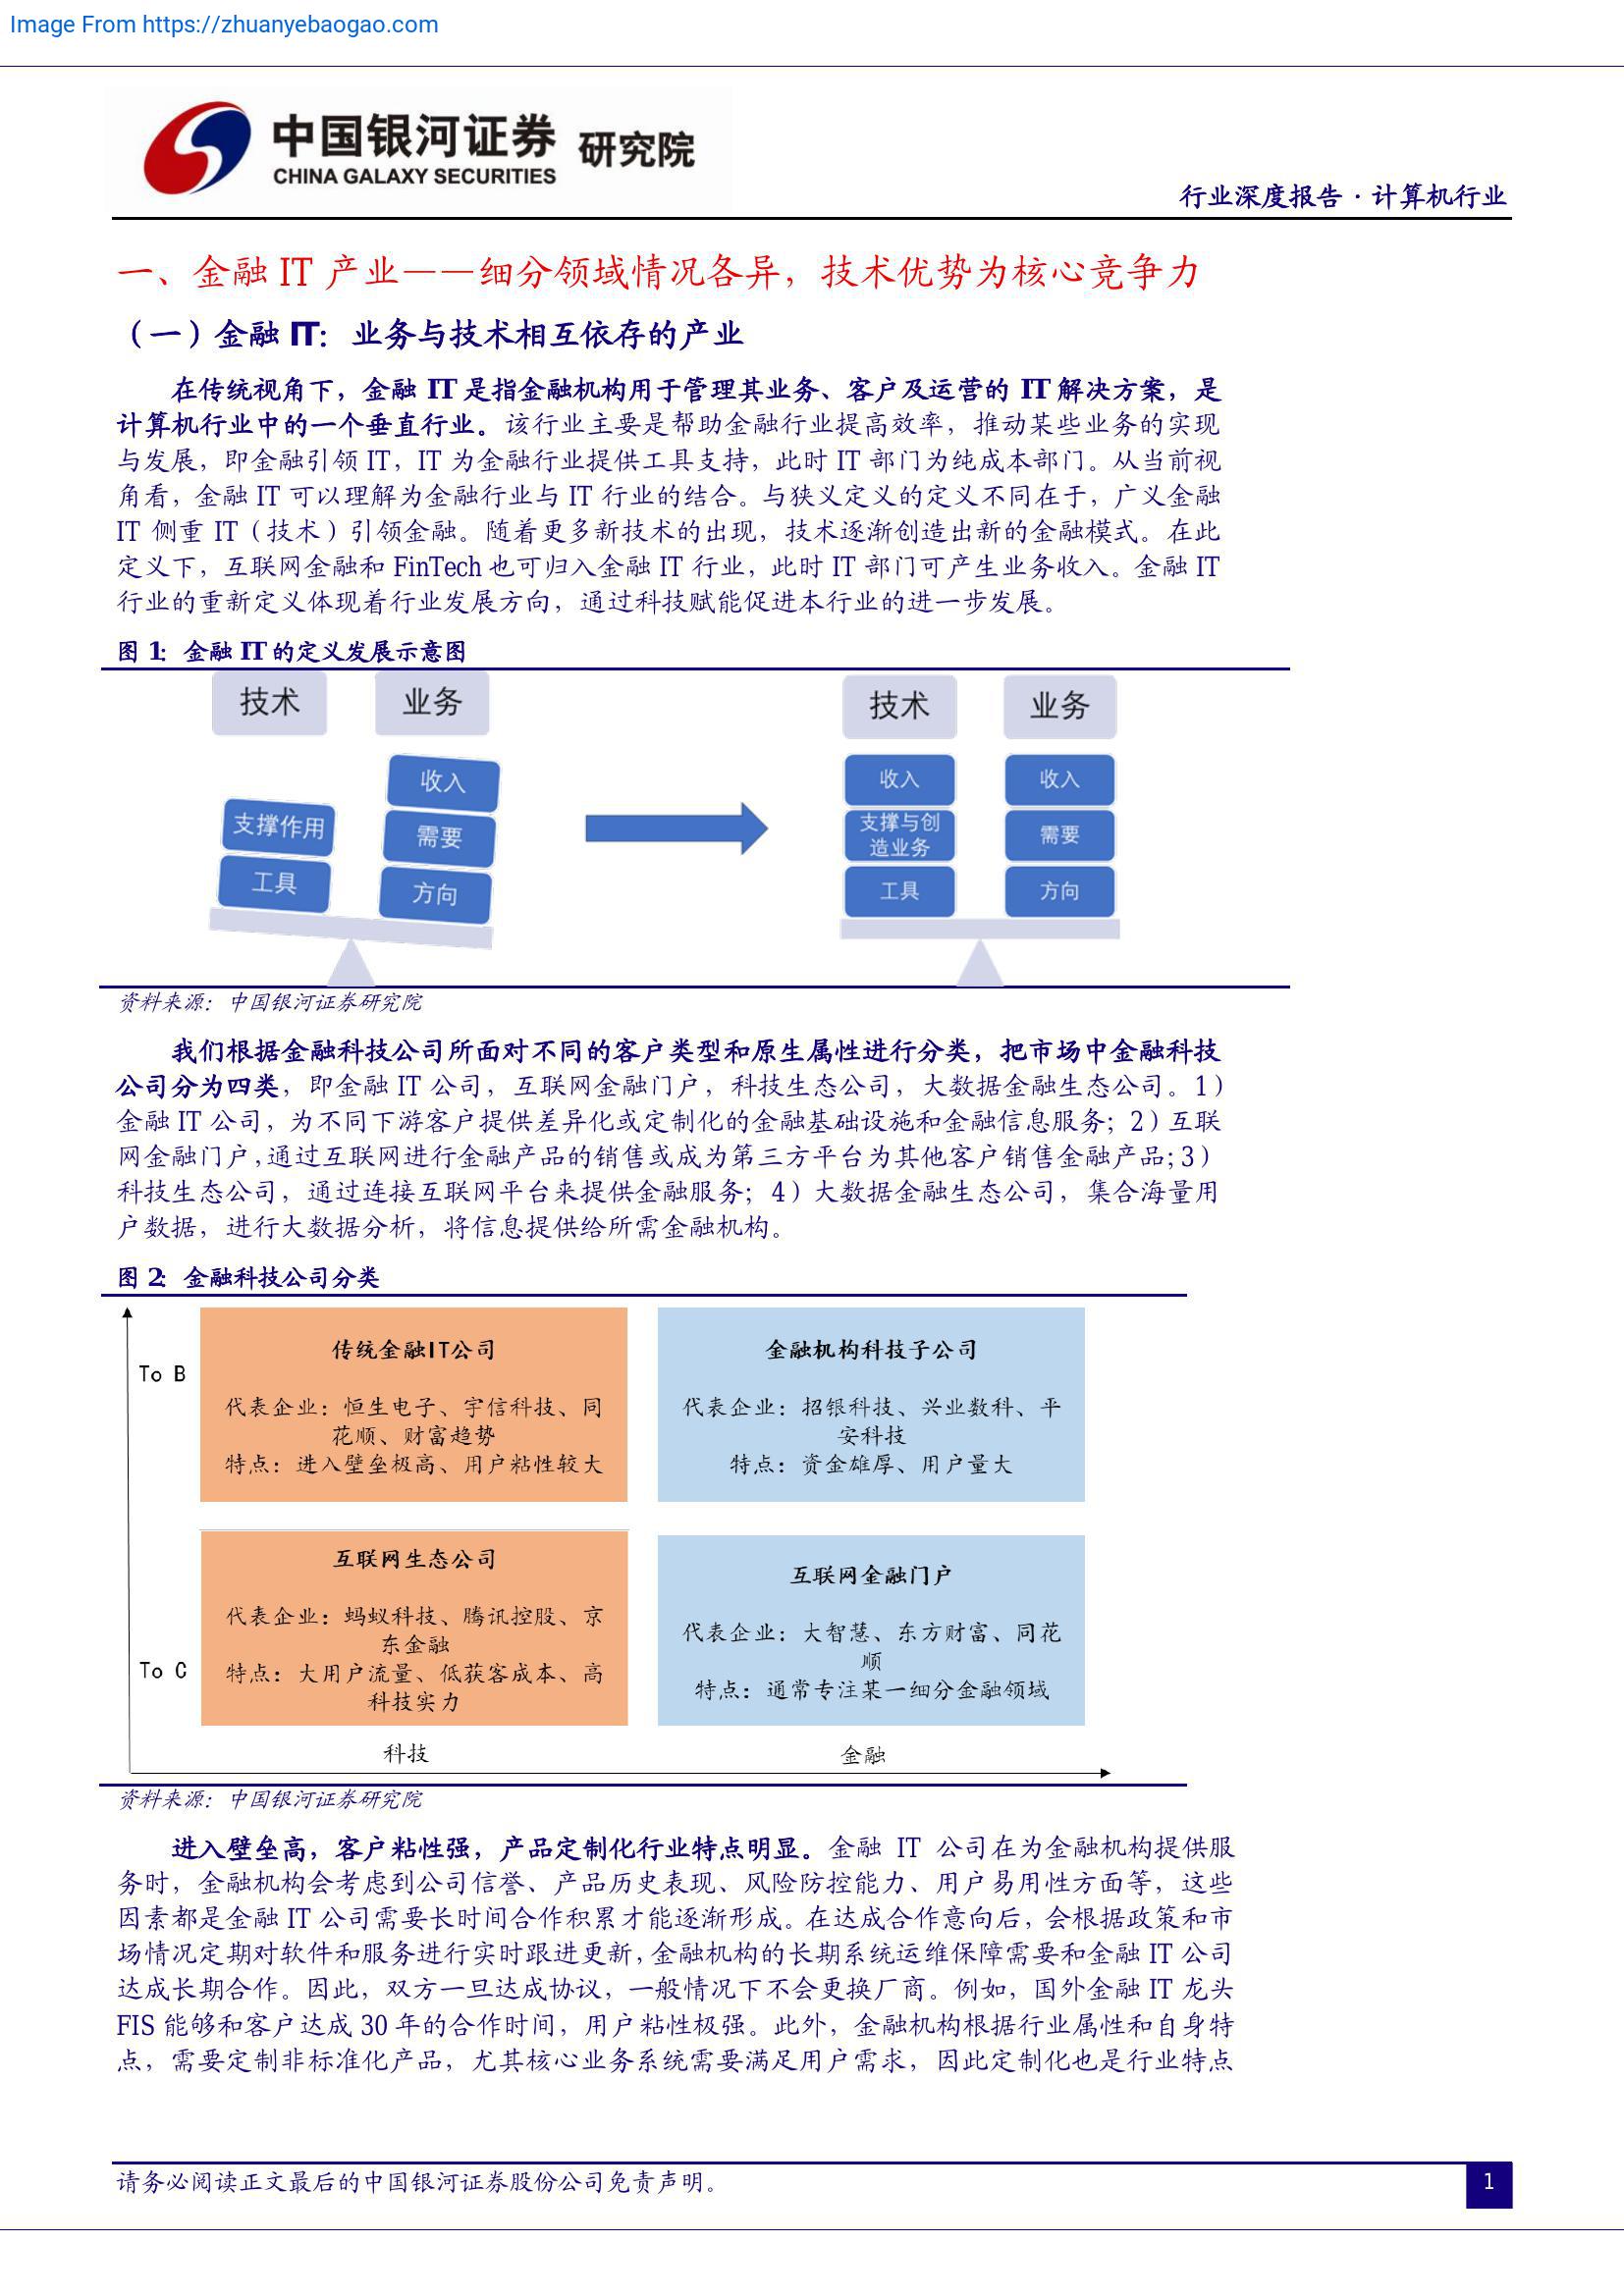 Image From https://zhuanyebaogao.com
中国银河证券 研究院
CHINA GALAXY SECURITIES
行业深度报告·计算机行业
一、金融 IT 产业——细分领域情况各异，技术优势为核心竞争力
（一）金融 IT：业务与技术相互依存的产业
在传统视角下，金融 IT 是指金融机构用于管理其业务、客户及运营的 IT 解决方案，是
计算机行业中的一个垂直行业。该行业主要是帮助金融行业提高效率，推动某些业务的实现
与发展，即金融引领 IT，IT 为金融行业提供工具支持，此时 IT 部门为纯成本部门。从当前视
角看，金融 IT 可以理解为金融行业与 IT 行业的结合。与狭义定义的定义不同在于，广义金融
IT 侧重 IT（技术）引领金融。随着更多新技术的出现，技术逐渐创造出新的金融模式。在此
定义下，互联网金融和 FinTech 也可归入金融 IT 行业，此时 IT 部门可产生业务收入。金融 IT
行业的重新定义体现着行业发展方向，通过科技赋能促进本行业的进一步发展。
图 1：金融 IT 的定义发展示意图
技术 业务
收入
支撑作用 需要
工具 方向
技术 业务
收入 收入
支撑与创
造业务 需要
工具 方向
资料来源：中国银河证券研究院
我们根据金融科技公司所面对不同的客户类型和原生属性进行分类，把市场中金融科技
公司分为四类，即金融 IT 公司，互联网金融门户，科技生态公司，大数据金融生态公司。1）
金融 IT 公司，为不同下游客户提供差异化或定制化的金融基础设施和金融信息服务；2）互联
网金融门户，通过互联网进行金融产品的销售或成为第三方平台为其他客户销售金融产品；3）
科技生态公司，通过连接互联网平台来提供金融服务；4）大数据金融生态公司，集合海量用
户数据，进行大数据分析，将信息提供给所需金融机构。
图 2：金融科技公司分类
To B
传统金融IT公司
代表企业：恒生电子、宇信科技、同
花顺、财富趋势
特点：进入壁垒极高、用户粘性较大
金融机构科技子公司
代表企业：招银科技、兴业数科、平
安科技
特点：资金雄厚、用户量大
To C
互联网生态公司
代表企业：蚂蚁科技、腾讯控股、京
东金融
特点：大用户流量、低获客成本、高
科技实力
互联网金融门户
代表企业：大智慧、东方财富、同花
顺
特点：通常专注某一细分金融领域
科技 金融
资料来源：中国银河证券研究院
进入壁垒高，客户粘性强，产品定制化行业特点明显。金融 IT 公司在为金融机构提供服
务时，金融机构会考虑到公司信誉、产品历史表现、风险防控能力、用户易用性方面等，这些
因素都是金融 IT 公司需要长时间合作积累才能逐渐形成。在达成合作意向后，会根据政策和市
场情况定期对软件和服务进行实时跟进更新，金融机构的长期系统运维保障需要和金融 IT 公司
达成长期合作。因此，双方一旦达成协议，一般情况下不会更换厂商。例如，国外金融 IT 龙头
FIS 能够和客户达成 30 年的合作时间，用户粘性极强。此外，金融机构根据行业属性和自身特
点，需要定制非标准化产品，尤其核心业务系统需要满足用户需求，因此定制化也是行业特点
请务必阅读正文最后的中国银河证券股份公司免责声明。
1